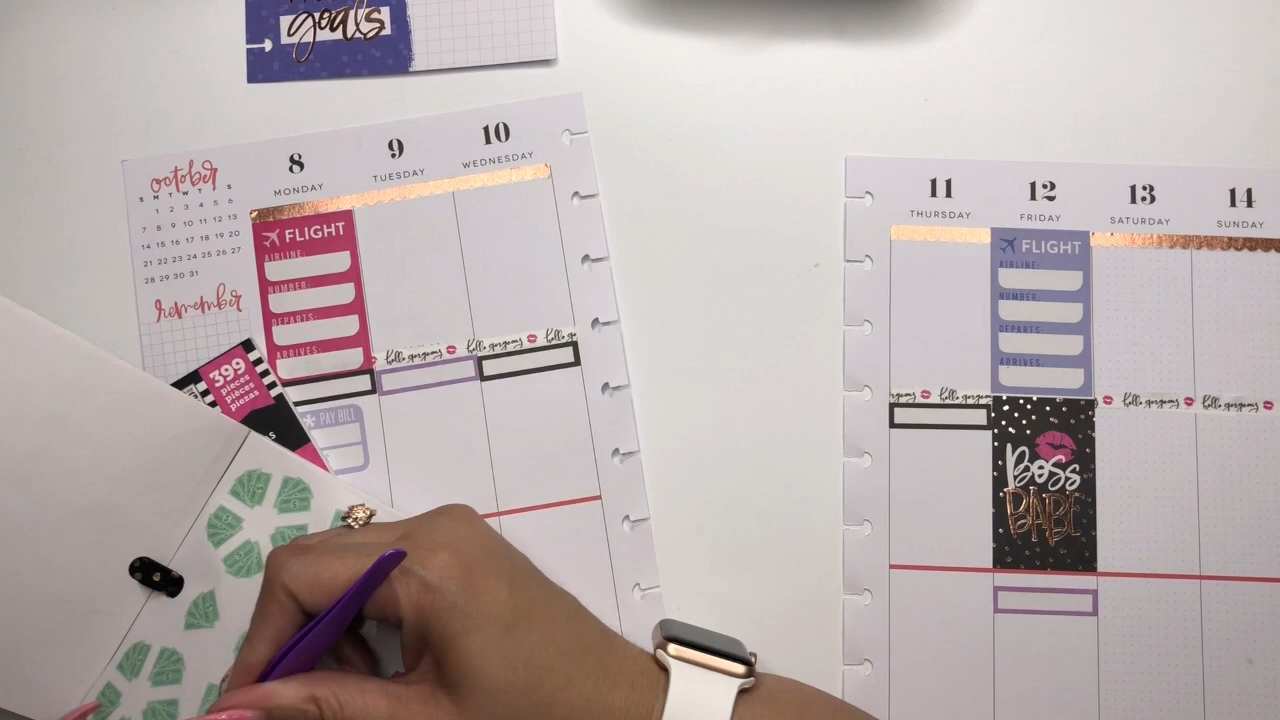 goals
october
S M T W T F S
1 2 3 4 5 6
7 8 9 10 11 12 13
14 15 16 17 18 19 20
21 22 23 24 25 26 27
28 29 30 31
remember
8
MONDAY
9
TUESDAY
10
WEDNESDAY
FLIGHT
AIRLINE:
NUMBER:
DEPARTS:
ARRIVES:
hello gorgeous
hello go
PAY BILL
399
pieces
pièces
piezas
11
THURSDAY
12
FRIDAY
13
SATURDAY
14
SUNDAY
FLIGHT
AIRLINE:
NUMBER:
DEPARTS:
ARRIVES:
rgeous hello gorgeous
hello gorgeous hello gorgeous
Boss
BABE